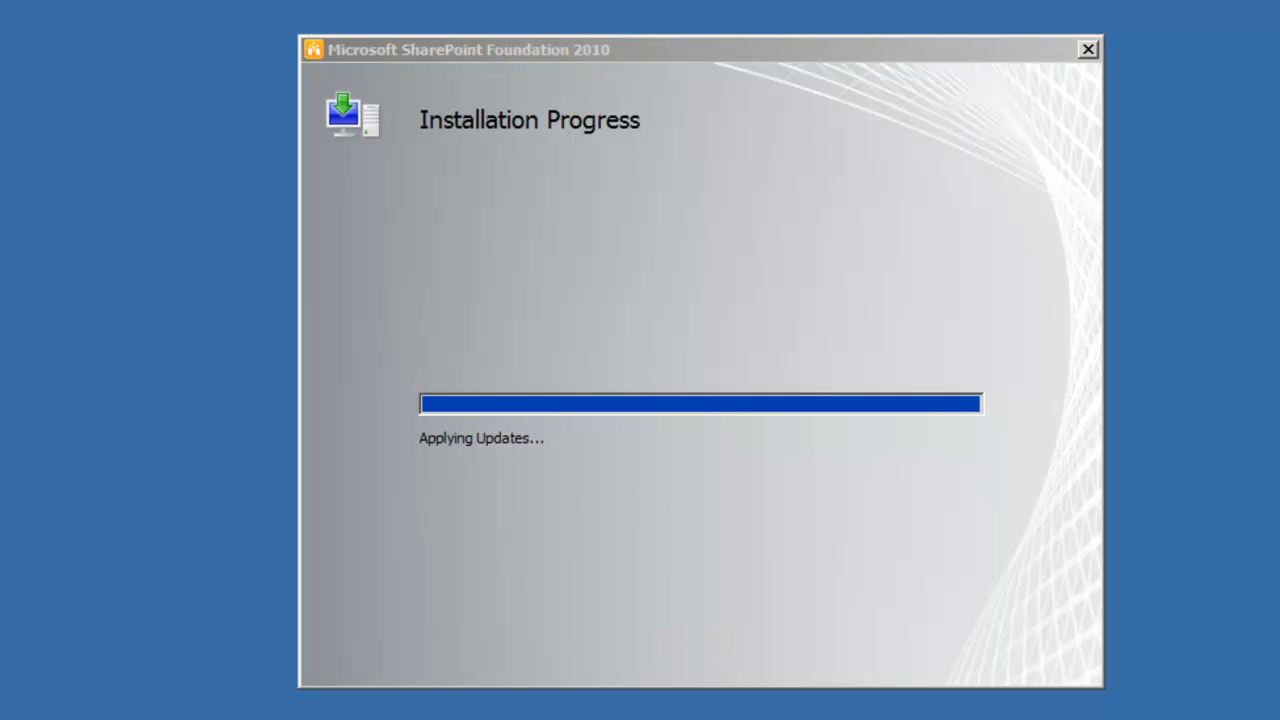 Microsoft SharePoint Foundation 2010
Installation Progress
Applying Updates...